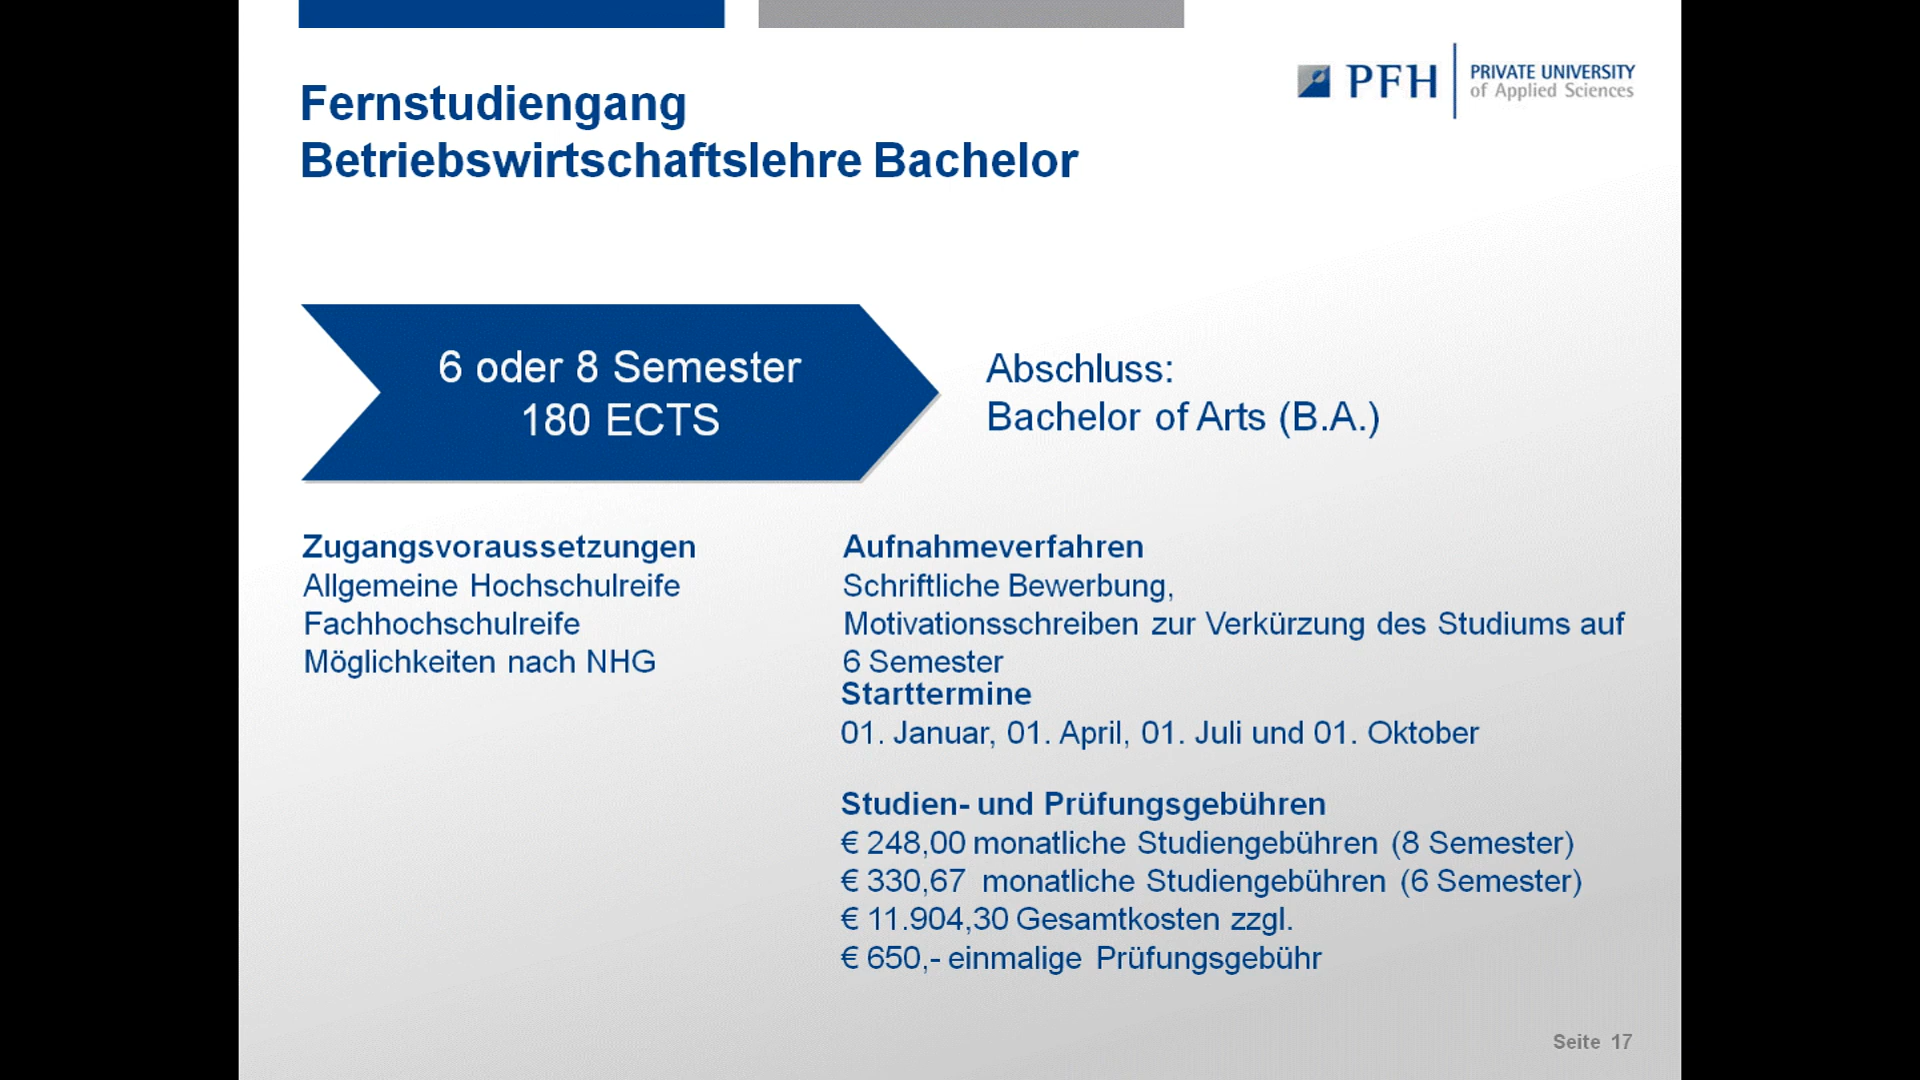 PFH
PRIVATE UNIVERSITY
of Applied Sciences
Fernstudiengang
Betriebswirtschaftslehre Bachelor
6 oder 8 Semester
180 ECTS
Abschluss:
Bachelor of Arts (B.A.)
Zugangsvoraussetzungen
Allgemeine Hochschulreife
Fachhochschulreife
Möglichkeiten nach NHG
Aufnahmeverfahren
Schriftliche Bewerbung,
Motivationsschreiben zur Verkürzung des Studiums auf
6 Semester
Starttermine
01. Januar, 01. April, 01. Juli und 01. Oktober
Studien- und Prüfungsgebühren
€ 248,00 monatliche Studiengebühren (8 Semester)
€ 330,67 monatliche Studiengebühren (6 Semester)
€ 11.904,30 Gesamtkosten zzgl.
€ 650,- einmalige Prüfungsgebühr
Seite 17